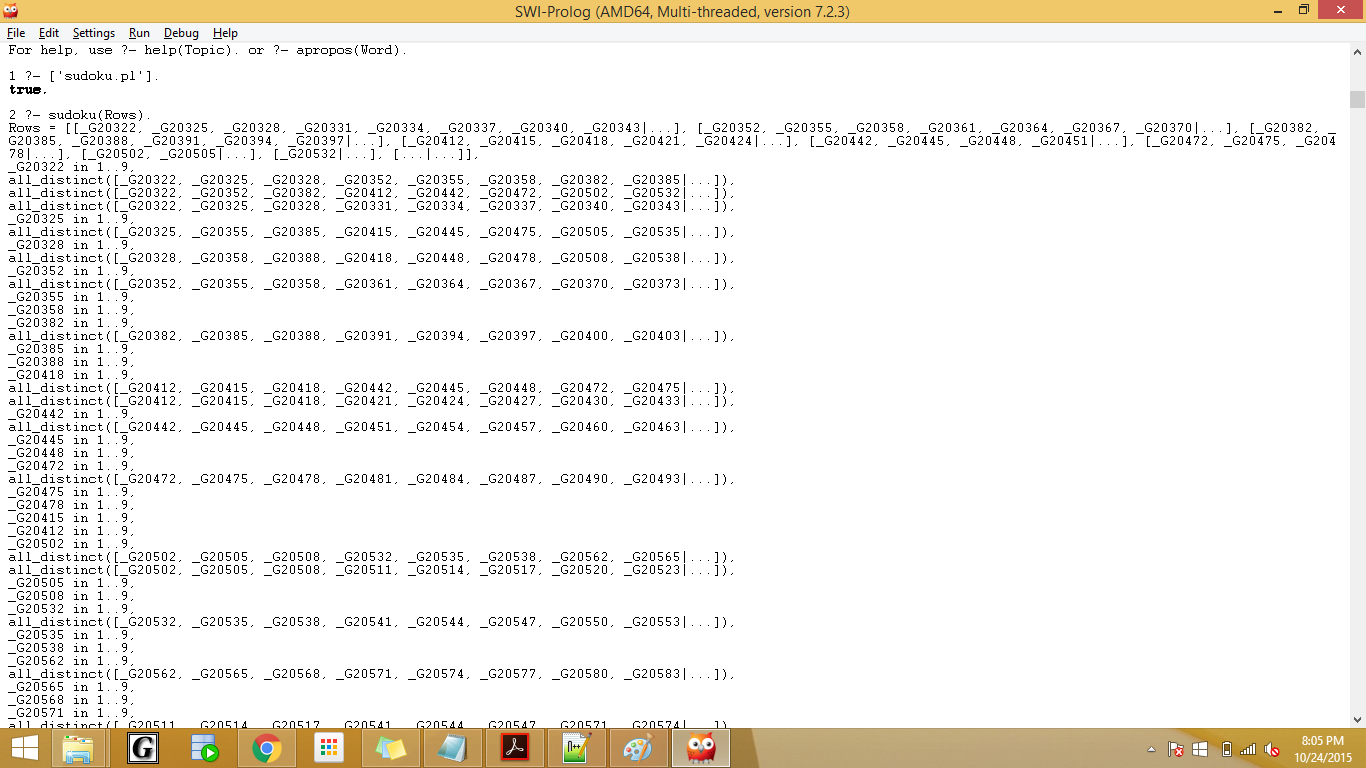 SWI-Prolog (AMD64, Multi-threaded, version 7.2.3)
File Edit Settings Run Debug Help
For help, use ?- help(Topic). or ?- apropos(Word).
1 ?- ['sudoku.pl'].
true.
2 ?- sudoku(Rows).
Rows = [[_G20322, _G20325, _G20328, _G20331, _G20334, _G20337, _G20340, _G20343|...], [_G20352, _G20355, _G20358, _G20361, _G20364, _G20367, _G20370|...], [_G20382, _
G20385, _G20388, _G20391, _G20394, _G20397|...], [_G20412, _G20415, _G20418, _G20421, _G20424|...], [_G20442, _G20445, _G20448, _G20451|...], [_G20472, _G20475, _G204
78|...], [_G20502, _G20505|...], [_G20532|...], [...|...]],
_G20322 in 1..9,
all_distinct([_G20322, _G20325, _G20328, _G20352, _G20355, _G20358, _G20382, _G20385|...]),
all_distinct([_G20322, _G20352, _G20382, _G20412, _G20442, _G20472, _G20502, _G20532|...]),
all_distinct([_G20322, _G20325, _G20328, _G20331, _G20334, _G20337, _G20340, _G20343|...]),
_G20325 in 1..9,
all_distinct([_G20325, _G20355, _G20385, _G20415, _G20445, _G20475, _G20505, _G20535|...]),
_G20328 in 1..9,
all_distinct([_G20328, _G20358, _G20388, _G20418, _G20448, _G20478, _G20508, _G20538|...]),
_G20352 in 1..9,
all_distinct([_G20352, _G20355, _G20358, _G20361, _G20364, _G20367, _G20370, _G20373|...]),
_G20355 in 1..9,
_G20358 in 1..9,
_G20382 in 1..9,
all_distinct([_G20382, _G20385, _G20388, _G20391, _G20394, _G20397, _G20400, _G20403|...]),
_G20385 in 1..9,
_G20388 in 1..9,
_G20418 in 1..9,
all_distinct([_G20412, _G20415, _G20418, _G20442, _G20445, _G20448, _G20472, _G20475|...]),
all_distinct([_G20412, _G20415, _G20418, _G20421, _G20424, _G20427, _G20430, _G20433|...]),
_G20442 in 1..9,
all_distinct([_G20442, _G20445, _G20448, _G20451, _G20454, _G20457, _G20460, _G20463|...]),
_G20445 in 1..9,
_G20448 in 1..9,
_G20472 in 1..9,
all_distinct([_G20472, _G20475, _G20478, _G20481, _G20484, _G20487, _G20490, _G20493|...]),
_G20475 in 1..9,
_G20478 in 1..9,
_G20415 in 1..9,
_G20412 in 1..9,
_G20502 in 1..9,
all_distinct([_G20502, _G20505, _G20508, _G20532, _G20535, _G20538, _G20562, _G20565|...]),
all_distinct([_G20502, _G20505, _G20508, _G20511, _G20514, _G20517, _G20520, _G20523|...]),
_G20505 in 1..9,
_G20508 in 1..9,
_G20532 in 1..9,
all_distinct([_G20532, _G20535, _G20538, _G20541, _G20544, _G20547, _G20550, _G20553|...]),
_G20535 in 1..9,
_G20538 in 1..9,
_G20562 in 1..9,
all_distinct([_G20562, _G20565, _G20568, _G20571, _G20574, _G20577, _G20580, _G20583|...]),
_G20565 in 1..9,
_G20568 in 1..9,
_G20571 in 1..9,
all_distinct([_G20511, _G20514, _G20517, _G20541, _G20544, _G20547, _G20571, _G20574|...]),
8:05 PM
10/24/2015